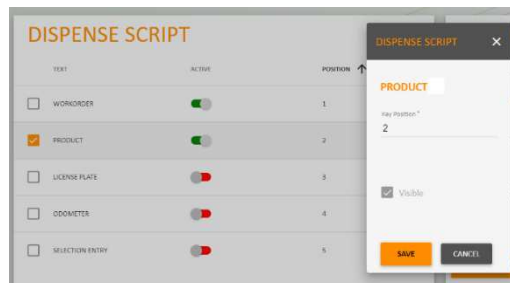 DISPENSE SCRIPT
TEXT ACTIVE POSITION
WORKORDER 1
PRODUCT 2
LICENSE PLATE 3
ODOMETER 4
SELECTION ENTRY 5
DISPENSE SCRIPT
PRODUCT
Key Position *
2
Visible
SAVE CANCEL